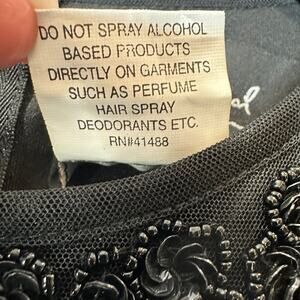 DO NOT SPRAY ALCOHOL
BASED PRODUCTS
DIRECTLY ON GARMENTS
SUCH AS PERFUME
HAIR SPRAY
DEODORANTS ETC.
RN#41488